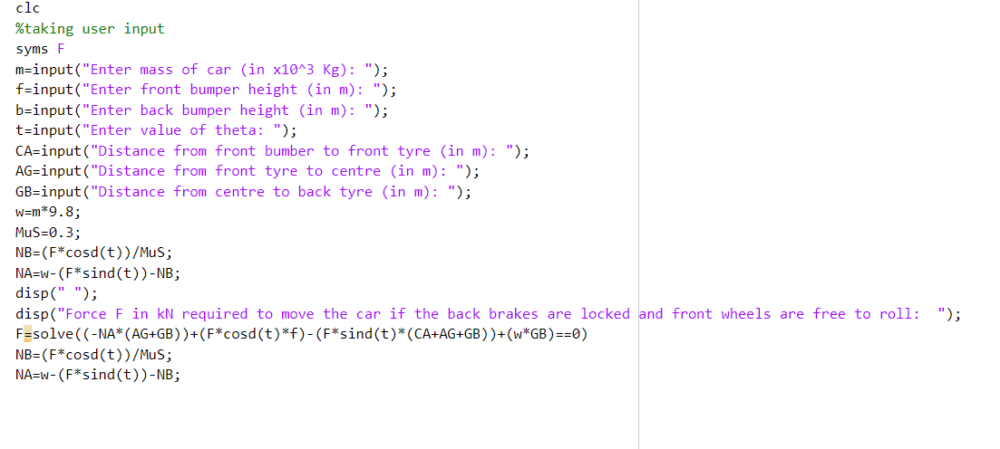 clc
%taking user input
syms F
m=input("Enter mass of car (in x10^3 Kg): ");
f=input("Enter front bumper height (in m): ");
b=input("Enter back bumper height (in m): ");
t=input("Enter value of theta: ");
CA=input("Distance from front bumber to front tyre (in m): ");
AG=input("Distance from front tyre to centre (in m): ");
GB=input("Distance from centre to back tyre (in m): ");
w=m*9.8;
MuS=0.3;
NB=(F*cosd(t))/MuS;
NA=w-(F*sind(t))-NB;
disp(" ");
disp("Force F in kN required to move the car if the back brakes are locked and front wheels are free to roll:  ");
F=solve((-NA*(AG+GB))+(F*cosd(t)*f)-(F*sind(t)*(CA+AG+GB))+(w*GB)==0)
NB=(F*cosd(t))/MuS;
NA=w-(F*sind(t))-NB;